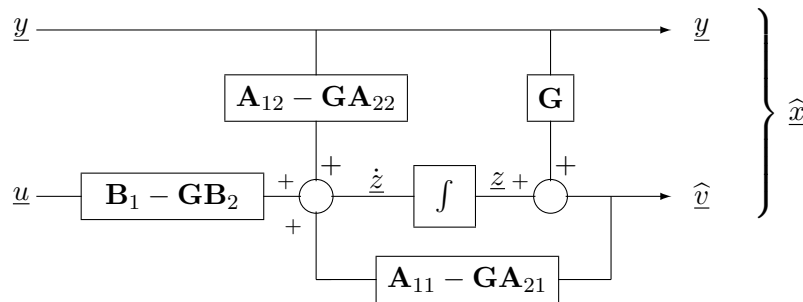 y y
A₁₂ − GA₂₂ G x̂
+ +
u B₁ − GB₂ + ż ∫ z + v̂
+
A₁₁ − GA₂₁